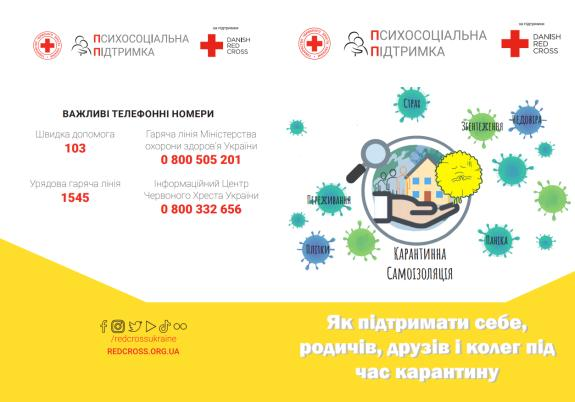 за підтримки
ПСИХОСОЦІАЛЬНА
ПІДТРИМКА
DANISH
RED
CROSS
ВАЖЛИВІ ТЕЛЕФОННІ НОМЕРИ
Швидка допомога
103
Гаряча лінія Міністерства
охорони здоров'я України
0 800 505 201
Урядова гаряча лінія
1545
Інформаційний Центр
Червоного Хреста України
0 800 332 656
/redcrossukraine
REDCROSS.ORG.UA
за підтримки
ПСИХОСОЦІАЛЬНА
ПІДТРИМКА
DANISH
RED
CROSS
Страх
Збентеження
Недовіра
Переживання
Плітки
Паніка
Карантинна
Самоізоляція
Як підтримати себе,
родичів, друзів і колег під
час карантину